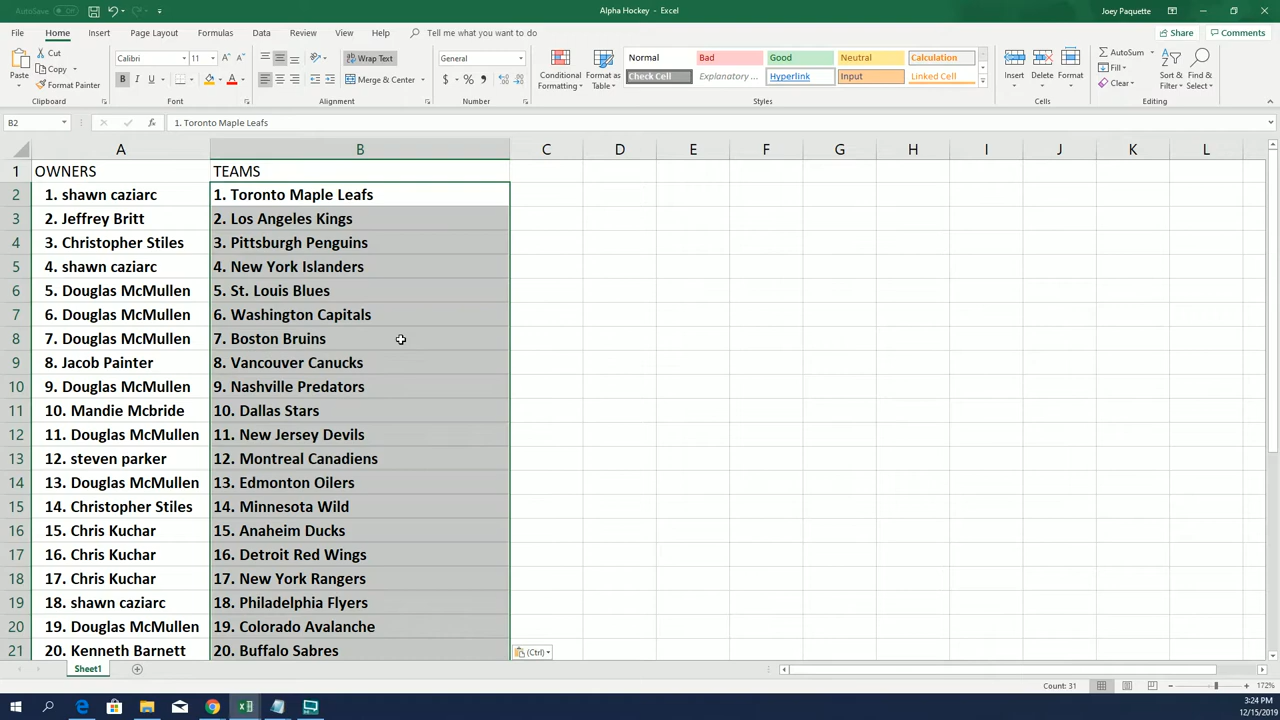 AutoSave Off
Alpha Hockey - Excel
Joey Paquette
File Home Insert Page Layout Formulas Data Review View Help Tell me what you want to do
Share Comments
Paste
Cut
Copy
Format Painter
Clipboard
Calibri 11
B I U
Font
Wrap Text
Merge & Center
Alignment
General
$ % ,
Number
Conditional Formatting
Format as Table
Normal Bad Good Neutral Calculation
Check Cell Explanatory ... Hyperlink Input Linked Cell
Styles
Insert Delete Format
Cells
AutoSum
Fill
Clear
Sort & Filter
Find & Select
Editing
B2 fx 1. Toronto Maple Leafs
A B C D E F G H I J K L
1 OWNERS TEAMS
2 1. shawn caziarc 1. Toronto Maple Leafs
3 2. Jeffrey Britt 2. Los Angeles Kings
4 3. Christopher Stiles 3. Pittsburgh Penguins
5 4. shawn caziarc 4. New York Islanders
6 5. Douglas McMullen 5. St. Louis Blues
7 6. Douglas McMullen 6. Washington Capitals
8 7. Douglas McMullen 7. Boston Bruins
9 8. Jacob Painter 8. Vancouver Canucks
10 9. Douglas McMullen 9. Nashville Predators
11 10. Mandie Mcbride 10. Dallas Stars
12 11. Douglas McMullen 11. New Jersey Devils
13 12. steven parker 12. Montreal Canadiens
14 13. Douglas McMullen 13. Edmonton Oilers
15 14. Christopher Stiles 14. Minnesota Wild
16 15. Chris Kuchar 15. Anaheim Ducks
17 16. Chris Kuchar 16. Detroit Red Wings
18 17. Chris Kuchar 17. New York Rangers
19 18. shawn caziarc 18. Philadelphia Flyers
20 19. Douglas McMullen 19. Colorado Avalanche
21 20. Kenneth Barnett 20. Buffalo Sabres
(Ctrl)
Sheet1
Count: 31
172%
3:24 PM
12/15/2019